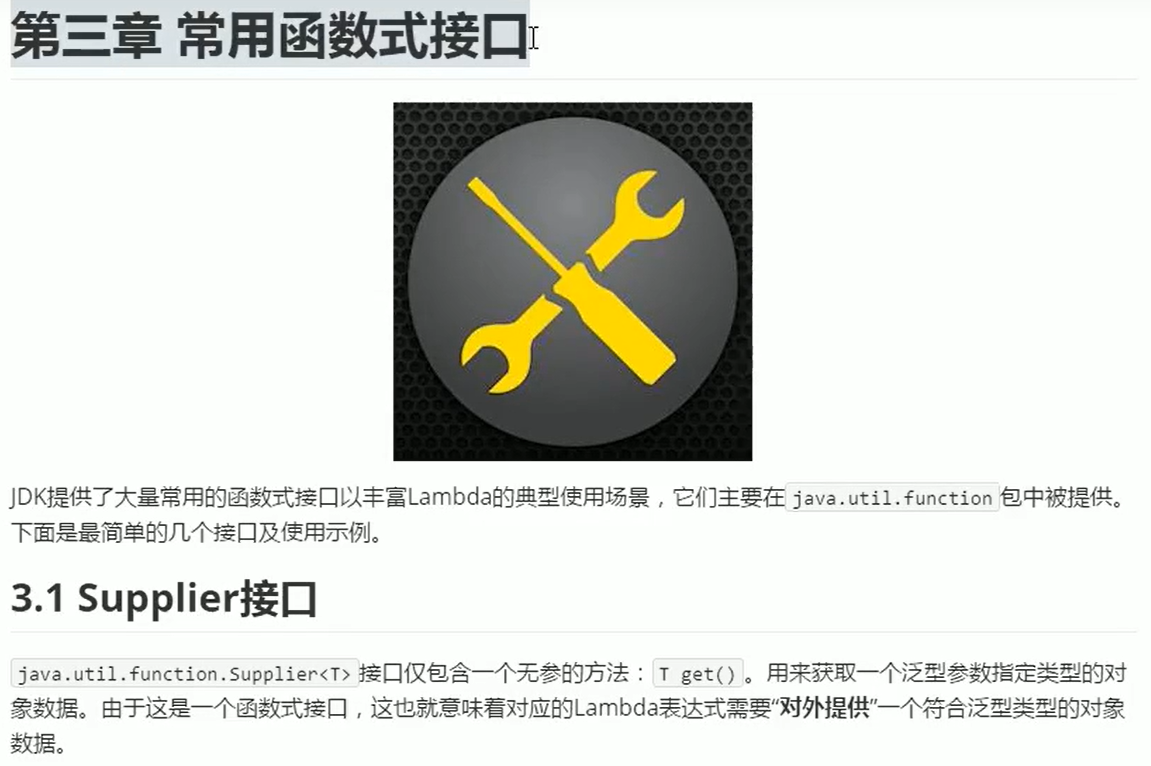 第三章 常用函数式接口
JDK提供了大量常用的函数式接口以丰富Lambda的典型使用场景，它们主要在java.util.function包中被提供。
下面是最简单的几个接口及使用示例。
3.1 Supplier接口
java.util.function.Supplier<T>接口仅包含一个无参的方法：T get()。用来获取一个泛型参数指定类型的对
象数据。由于这是一个函数式接口，这也就意味着对应的Lambda表达式需要“对外提供”一个符合泛型类型的对象
数据。